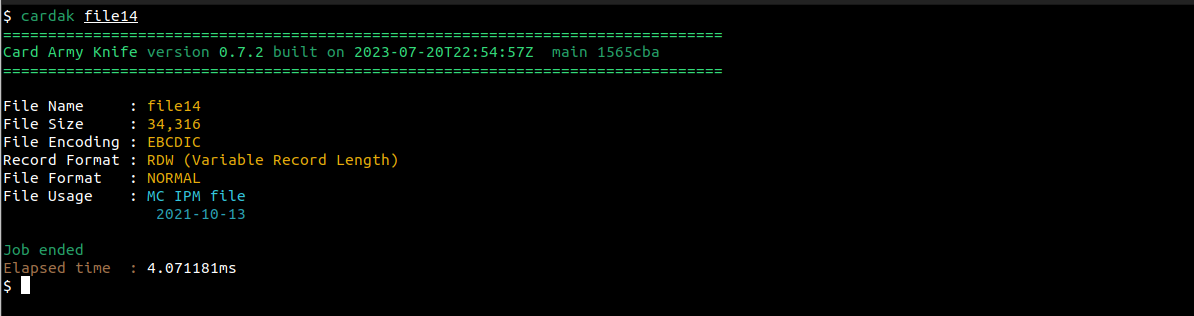 $ cardak file14
================================================================================
Card Army Knife version 0.7.2 built on 2023-07-20T22:54:57Z  main 1565cba
================================================================================
File Name     : file14
File Size     : 34,316
File Encoding : EBCDIC
Record Format : RDW (Variable Record Length)
File Format   : NORMAL
File Usage    : MC IPM file
                 2021-10-13
Job ended
Elapsed time  : 4.071181ms
$